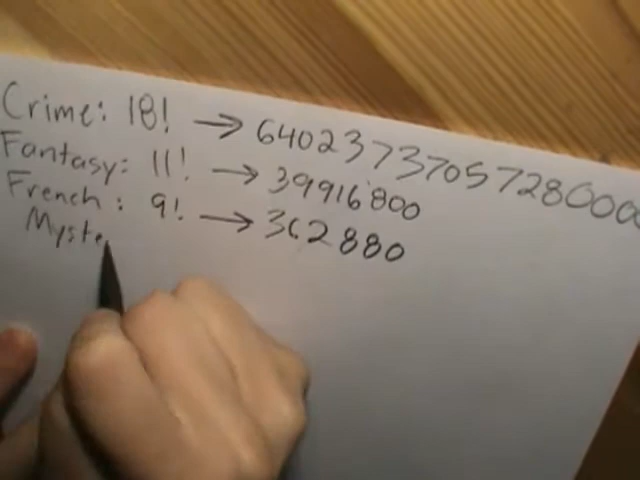 Crime: 18! → 6402373705728000
Fantasy: 11! → 39916800
French: 9! → 362880
Myste